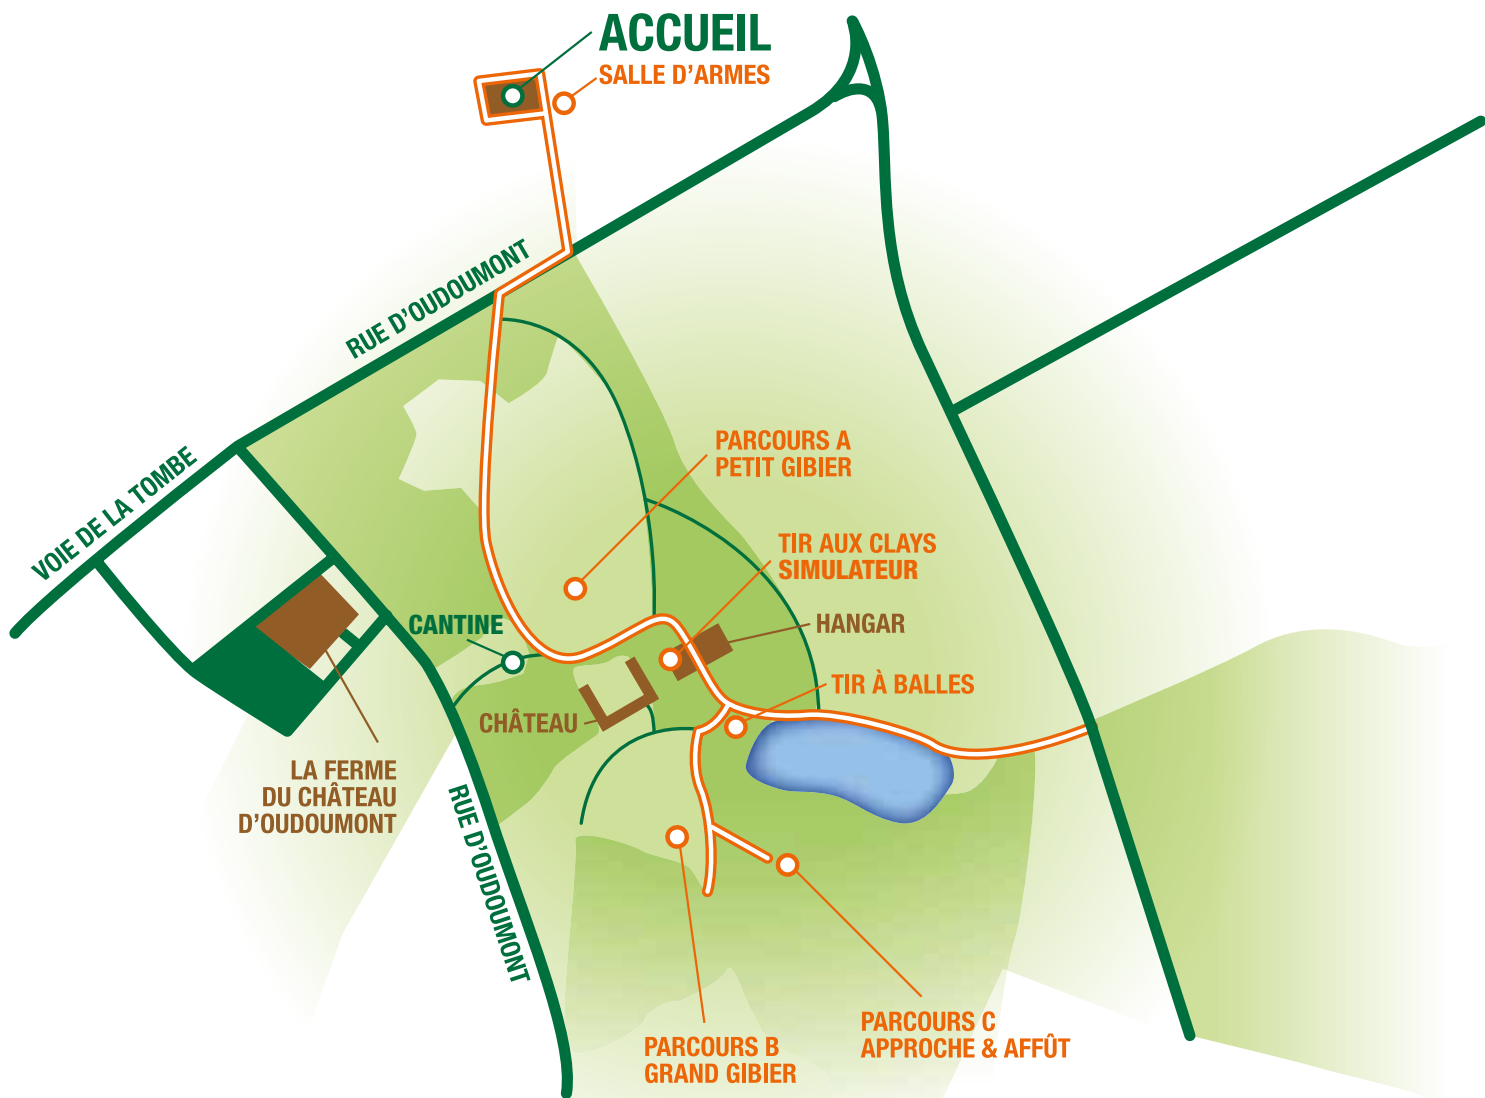 ACCUEIL
SALLE D'ARMES
RUE D'OUDOUMONT
VOIE DE LA TOMBE
PARCOURS A
PETIT GIBIER
TIR AUX CLAYS
SIMULATEUR
HANGAR
CANTINE
TIR À BALLES
CHÂTEAU
LA FERME
DU CHÂTEAU
D'OUDOUMONT
RUE D'OUDOUMONT
PARCOURS B
GRAND GIBIER
PARCOURS C
APPROCHE & AFFÛT